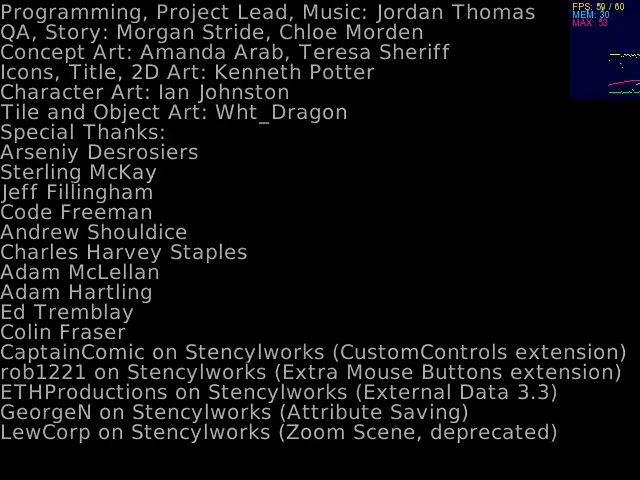 Programming, Project Lead, Music: Jordan Thomas
QA, Story: Morgan Stride, Chloe Morden
Concept Art: Amanda Arab, Teresa Sheriff
Icons, Title, 2D Art: Kenneth Potter
Character Art: Ian Johnston
Tile and Object Art: Wht_Dragon
Special Thanks:
Arseniy Desrosiers
Sterling McKay
Jeff Fillingham
Code Freeman
Andrew Shouldice
Charles Harvey Staples
Adam McLellan
Adam Hartling
Ed Tremblay
Colin Fraser
CaptainComic on Stencylworks (CustomControls extension)
rob1221 on Stencylworks (Extra Mouse Buttons extension)
ETHProductions on Stencylworks (External Data 3.3)
GeorgeN on Stencylworks (Attribute Saving)
LewCorp on Stencylworks (Zoom Scene, deprecated)
FPS: 59 / 60
MEM: 30
MAX: 53